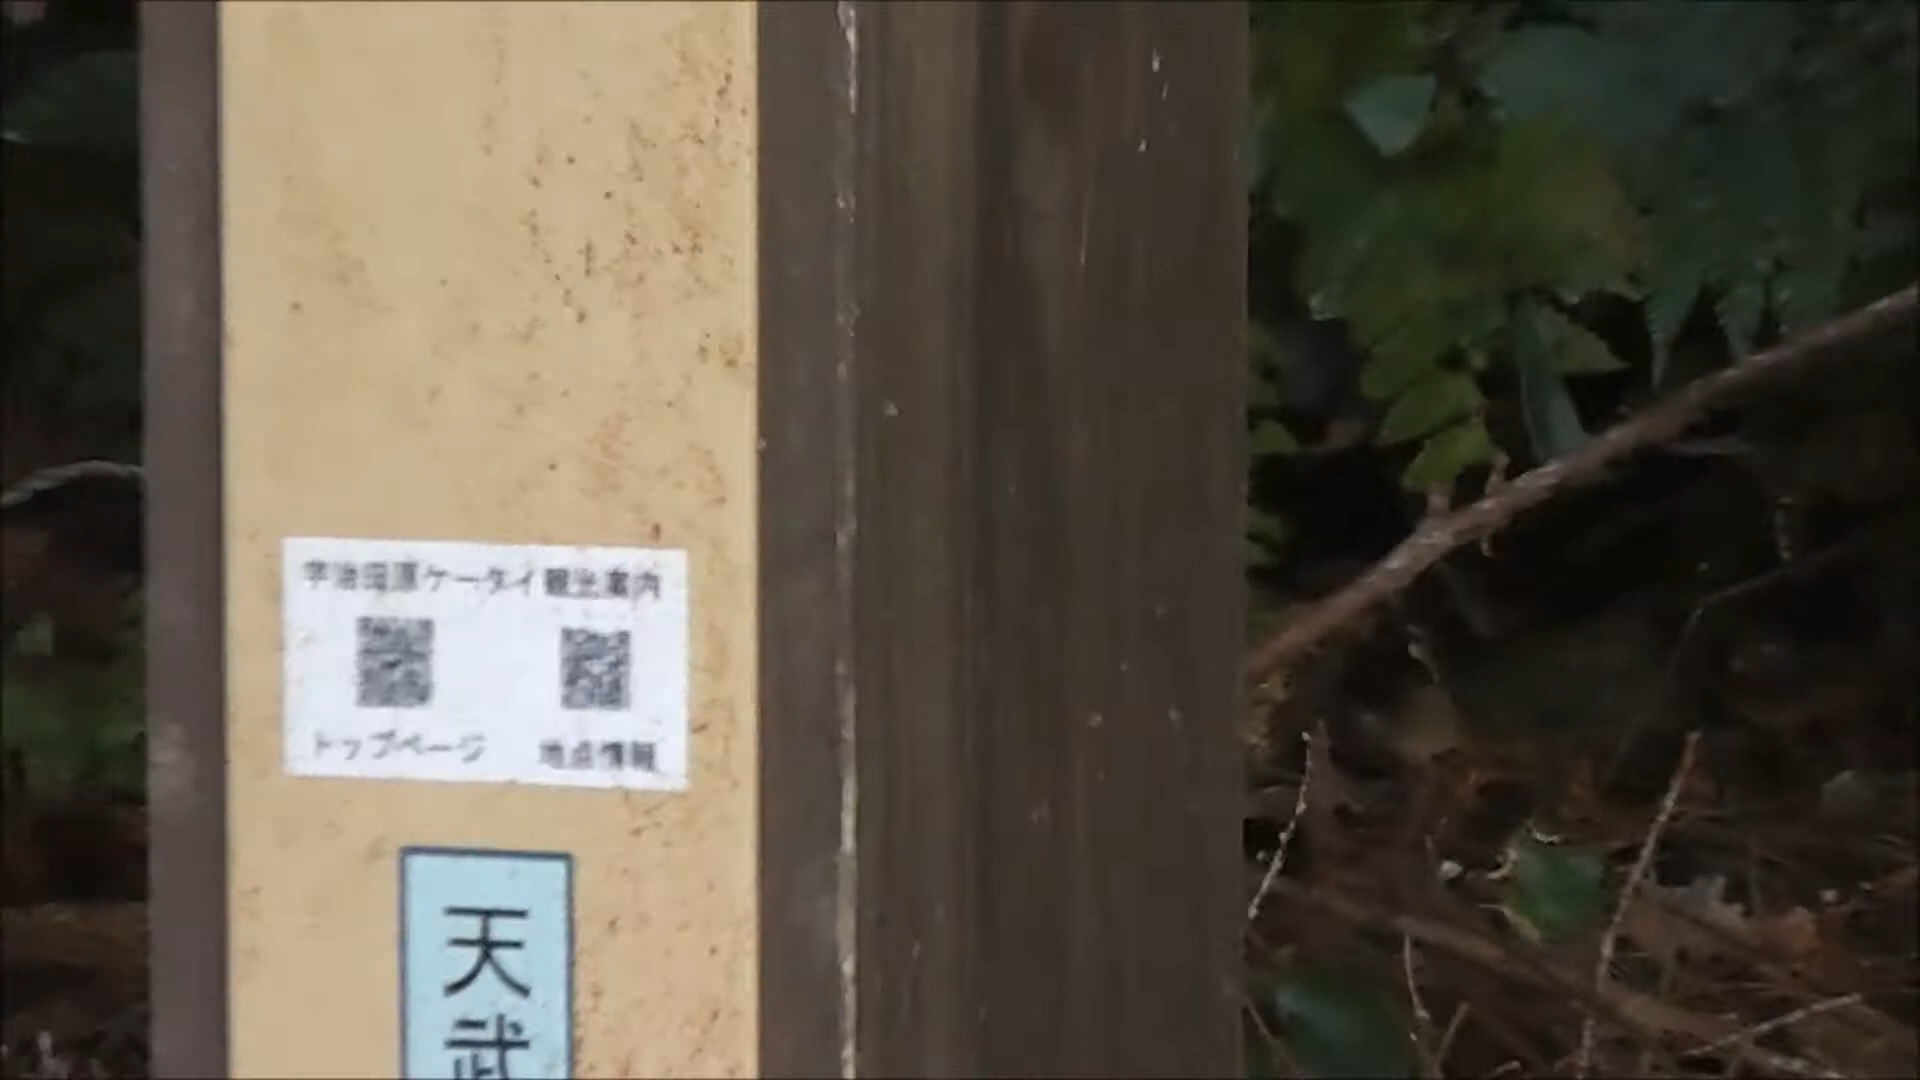 宇治田原ケータイ観光案内
トップページ
地点情報
天武